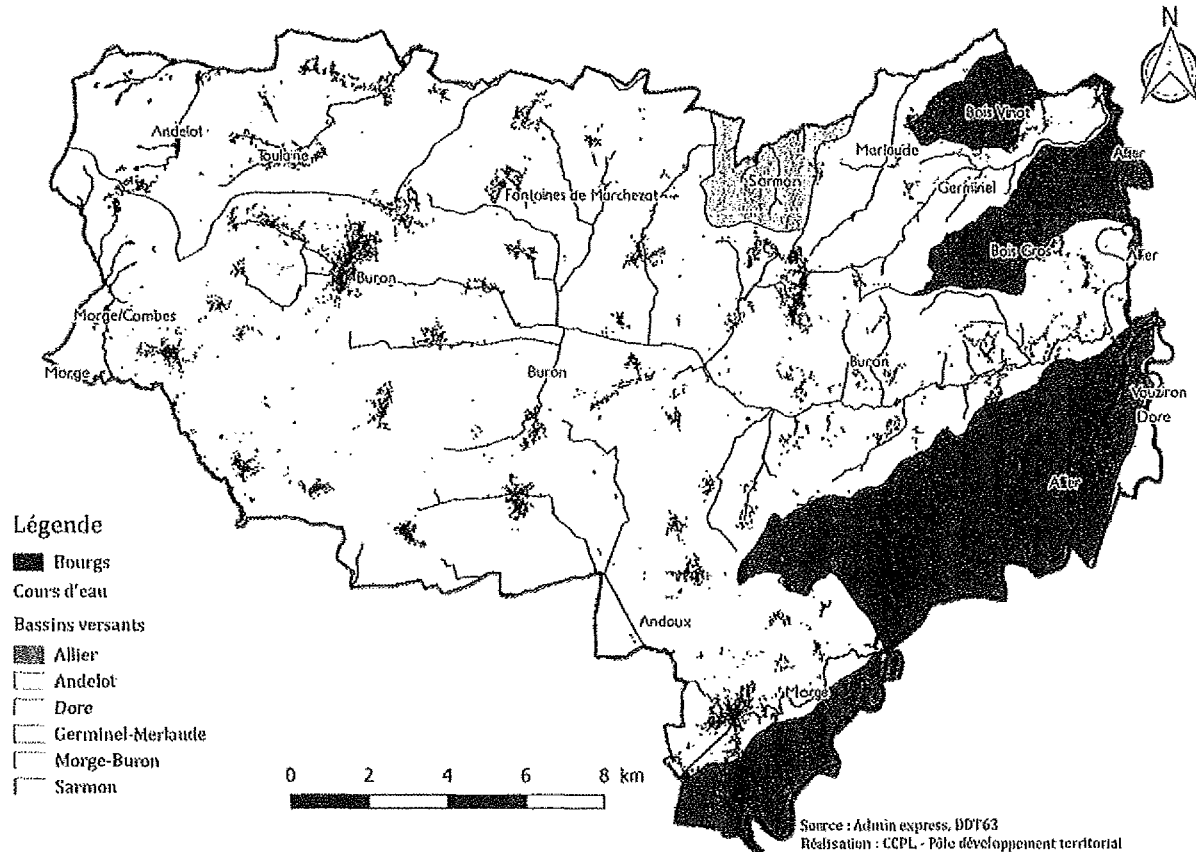 N
Bois Vinot
Andelot
Toulaine
Marlaude
Allier
Sarmon
Germinel
Fontaines de Marchezat
Bois Gros
Allier
Buron
Morge/Combes
Morge
Buron
Buron
Vouziron
Dore
Allier
Légende
Bourgs
Cours d'eau
Bassins versants
Allier
Andelot
Dore
Germinel-Merlaude
Morge-Buron
Sarmon
Andoux
Morge
0 2 4 6 8 km
Source : Admin express, DDT63
Réalisation : CCPL - Pôle développement territorial